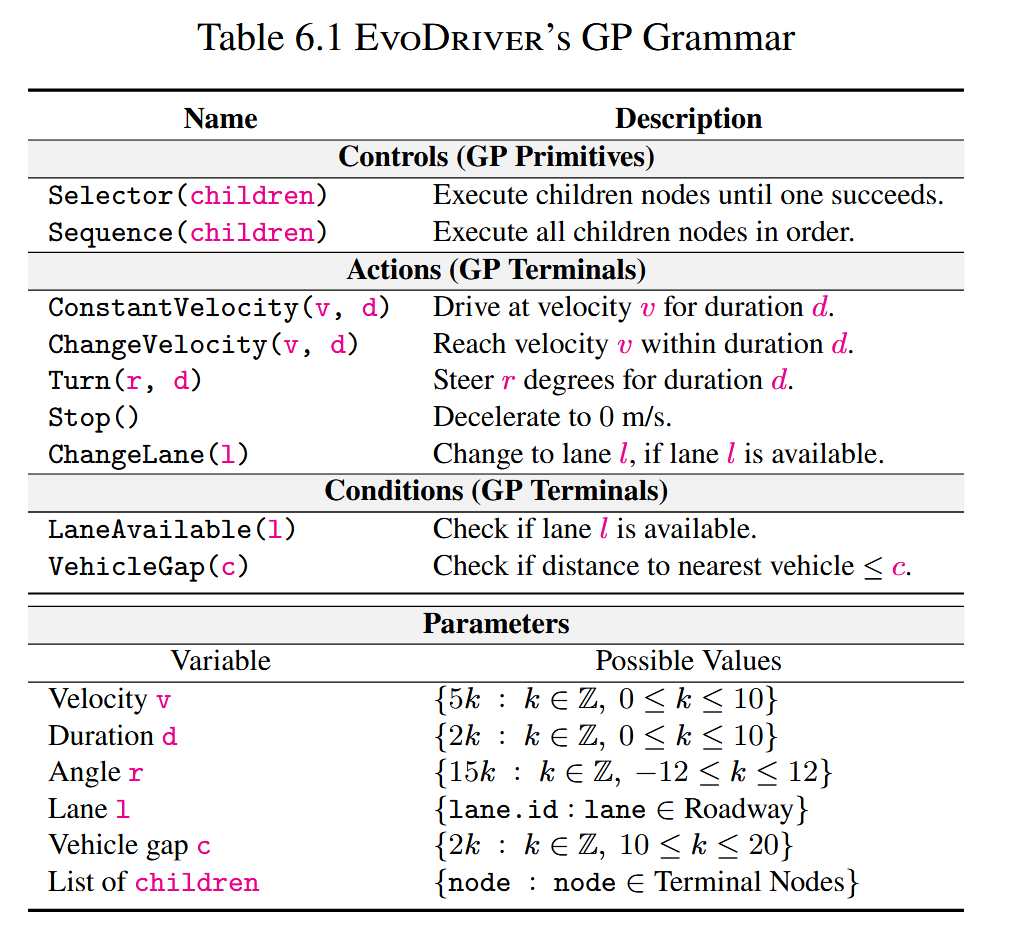 Table 6.1 EvoDriver's GP Grammar
Name Description
Controls (GP Primitives)
Selector(children) Execute children nodes until one succeeds.
Sequence(children) Execute all children nodes in order.
Actions (GP Terminals)
ConstantVelocity(v, d) Drive at velocity v for duration d.
ChangeVelocity(v, d) Reach velocity v within duration d.
Turn(r, d) Steer r degrees for duration d.
Stop() Decelerate to 0 m/s.
ChangeLane(l) Change to lane l, if lane l is available.
Conditions (GP Terminals)
LaneAvailable(l) Check if lane l is available.
VehicleGap(c) Check if distance to nearest vehicle ≤ c.
Parameters
Variable Possible Values
Velocity v {5k : k ∈ ℤ, 0 ≤ k ≤ 10}
Duration d {2k : k ∈ ℤ, 0 ≤ k ≤ 10}
Angle r {15k : k ∈ ℤ, −12 ≤ k ≤ 12}
Lane l {lane.id : lane ∈ Roadway}
Vehicle gap c {2k : k ∈ ℤ, 10 ≤ k ≤ 20}
List of children {node : node ∈ Terminal Nodes}